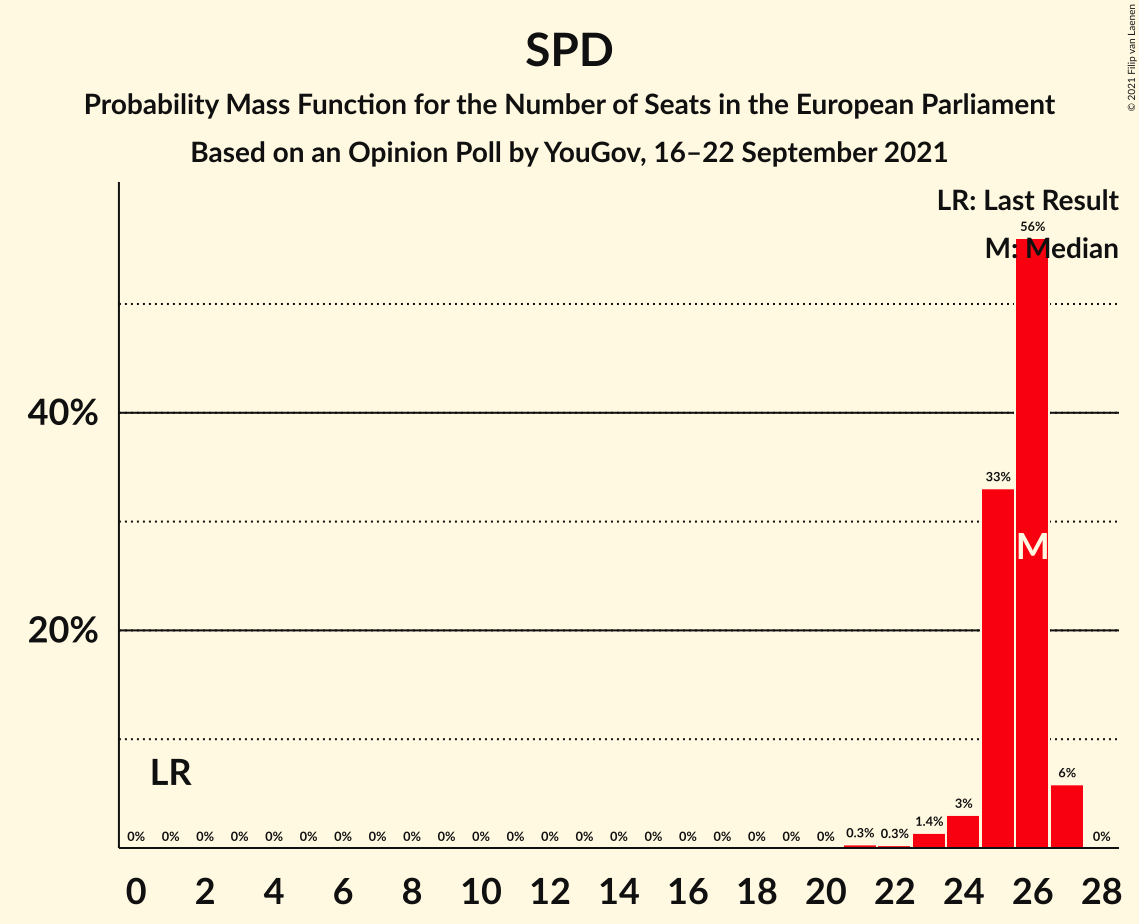 SPD
Probability Mass Function for the Number of Seats in the European Parliament
Based on an Opinion Poll by YouGov, 16–22 September 2021
© 2021 Filip van Laenen
LR: Last Result
M: Median
56%
40%
33%
M
20%
LR
6%
3%
1.4%
0% 0% 0% 0% 0% 0% 0% 0% 0% 0% 0% 0% 0% 0% 0% 0% 0% 0% 0% 0% 0% 0.3% 0.3% 0%
0 2 4 6 8 10 12 14 16 18 20 22 24 26 28